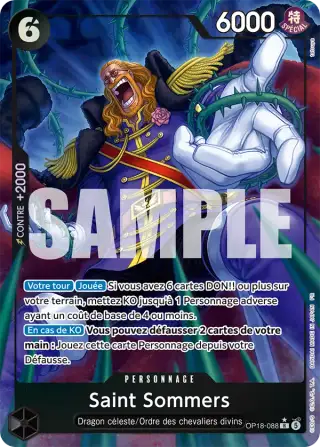 6
6000
特
SPÉCIAL
CONTRE +2000
SAMPLE
Votre tour Jouée Si vous avez 6 cartes DON!! ou plus sur
votre terrain, mettez KO jusqu'à 1 Personnage adverse
ayant un coût de base de 4 ou moins.
En cas de KO Vous pouvez défausser 2 cartes de votre
main : Jouez cette carte Personnage depuis votre
Défausse.
PERSONNAGE
Saint Sommers
Dragon céleste/Ordre des chevaliers divins
OP18-088 R